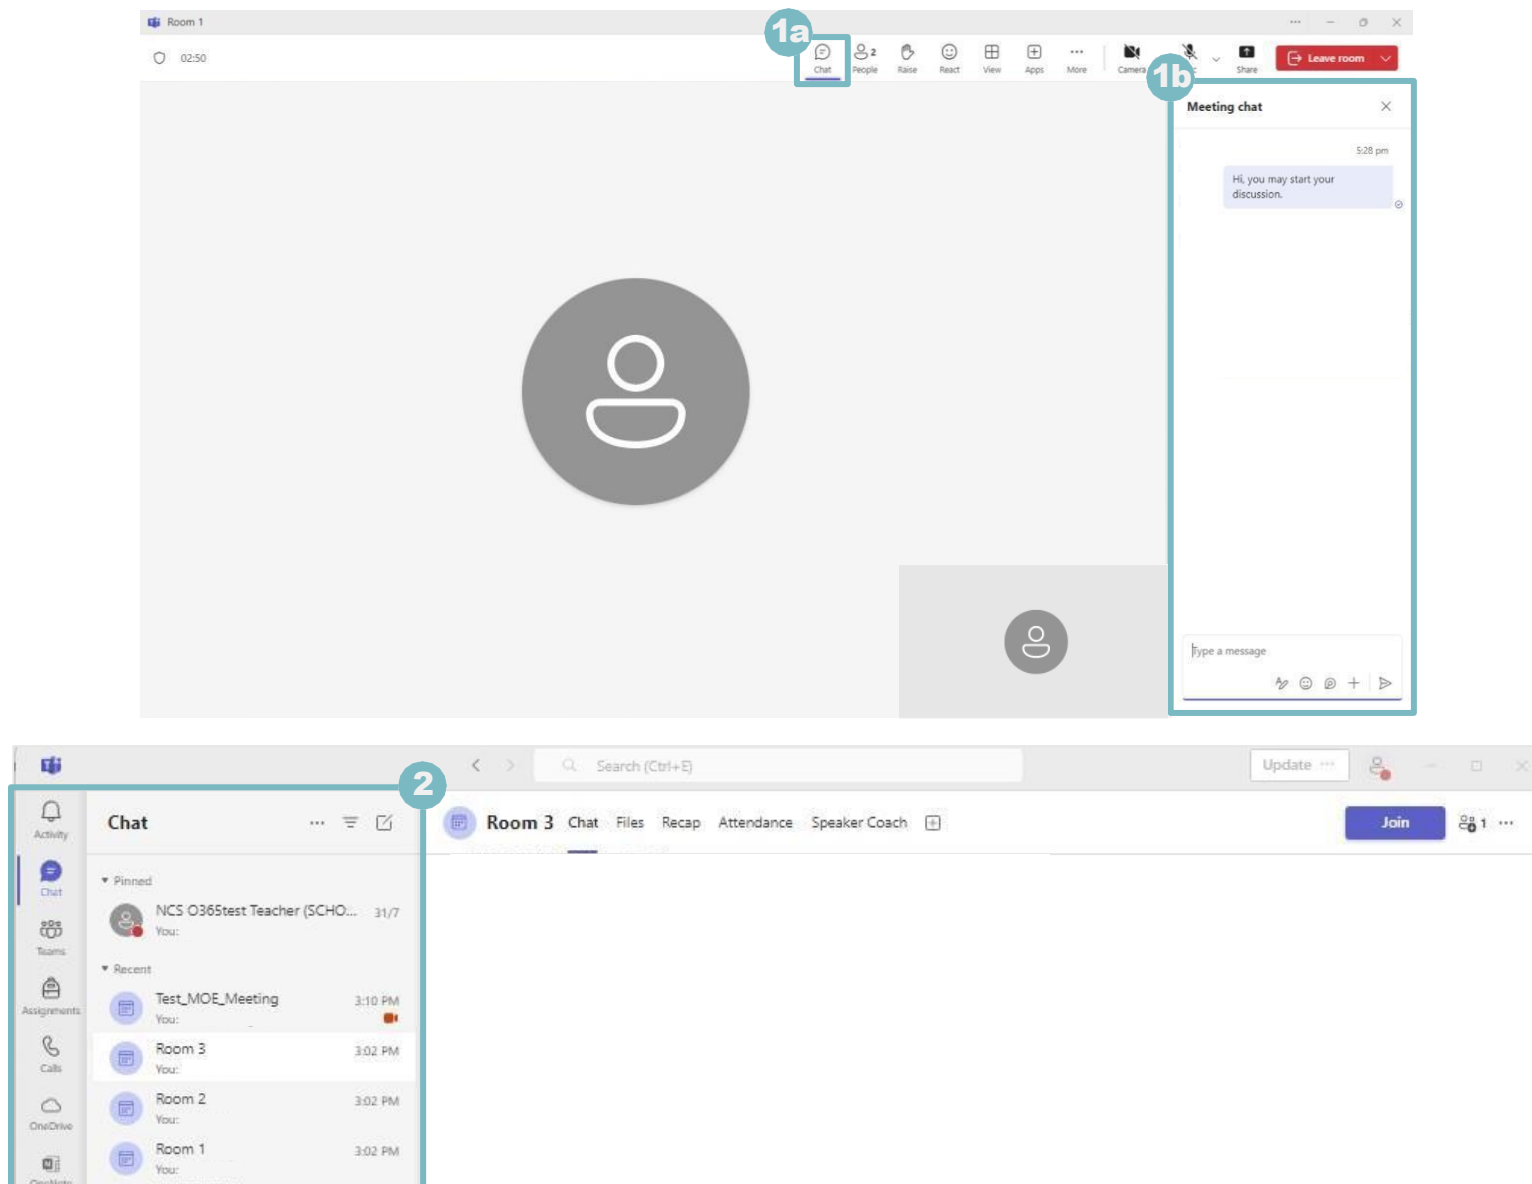 Room 1
1a
02:50
Chat
People 2
Raise
React
View
Apps
More
Camera
Share
Leave room
1b
Meeting chat
5:28 pm
Hi, you may start your
discussion.
Type a message
2
Search (Ctrl+E)
Update
Activity
Chat
Teams
Assignments
Calls
OneDrive
OneNote
Chat
Pinned
NCS O365test Teacher (SCHO... 31/7
You:
Recent
Test_MOE_Meeting 3:10 PM
You:
Room 3 3:02 PM
You:
Room 2 3:02 PM
You:
Room 1 3:02 PM
You:
Room 3 Chat Files Recap Attendance Speaker Coach
Join
1